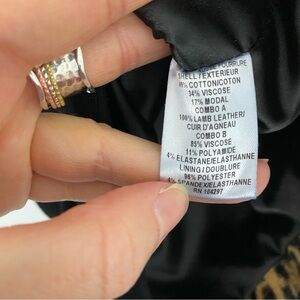 FOURRURE
SHELL/EXTERIEUR
COTTON/COTON
34% VISCOSE
17% MODAL
COMBO A
100% LAMB LEATHER/
CUIR D'AGNEAU
COMBO B
85% VISCOSE
11% POLYAMIDE
4% ELASTANE/ELASTHANNE
LINING / DOUBLURE
96% POLYESTER
4% SPANDEX/ELASTHANNE
RN 104297